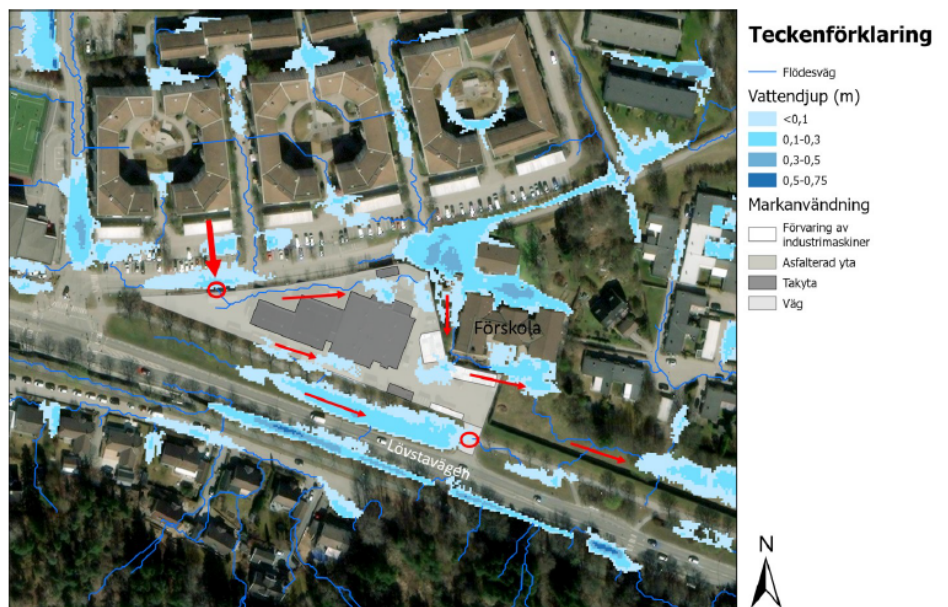 Teckenförklaring
Flödesväg
Vattendjup (m)
<0,1
0,1-0,3
0,3-0,5
0,5-0,75
Markanvändning
Förvaring av
industrimaskiner
Asfalterad yta
Takyta
Väg
Förskola
Lövstavägen
N